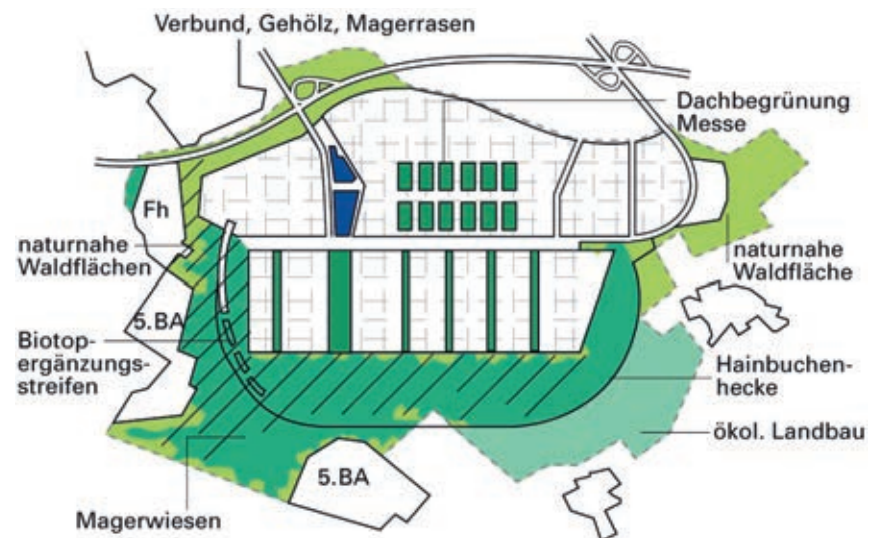 Verbund, Gehölz, Magerrasen
Dachbegrünung
Messe
Fh
naturnahe
Waldflächen
naturnahe
Waldfläche
5.BA
Biotop-
ergänzungs-
streifen
Hainbuchen-
hecke
ökol. Landbau
5.BA
Magerwiesen